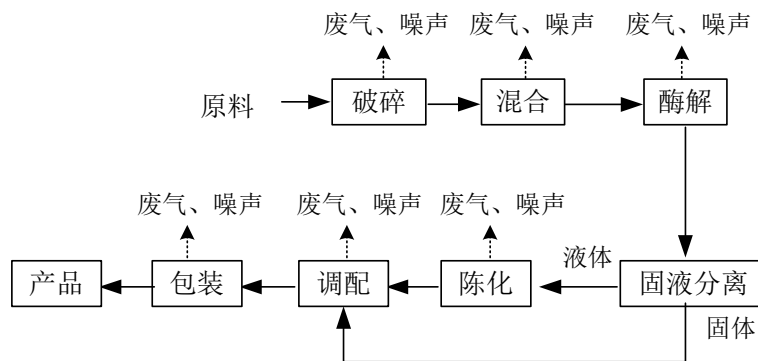 废气、噪声
废气、噪声
废气、噪声
原料
破碎
混合
酶解
废气、噪声
废气、噪声
废气、噪声
液体
产品
包装
调配
陈化
固液分离
固体